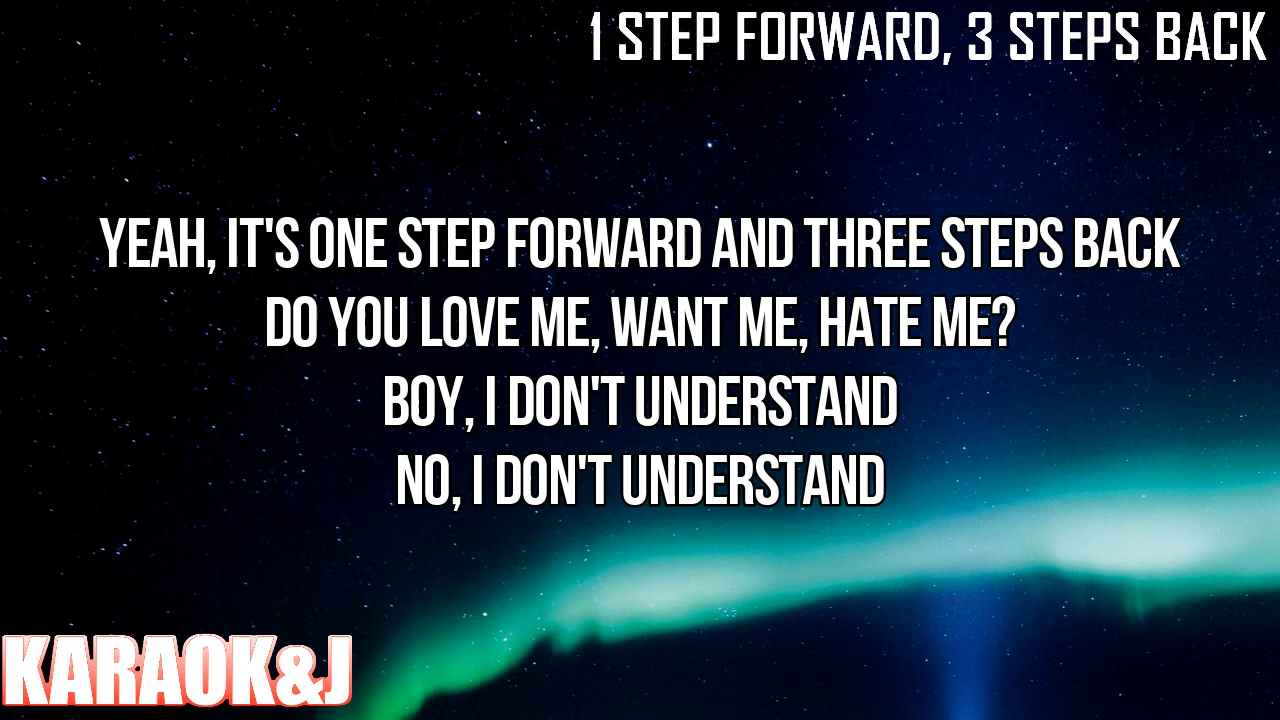 1 STEP FORWARD, 3 STEPS BACK
YEAH, IT'S ONE STEP FORWARD AND THREE STEPS BACK
DO YOU LOVE ME, WANT ME, HATE ME?
BOY, I DON'T UNDERSTAND
NO, I DON'T UNDERSTAND
KARAOK&J